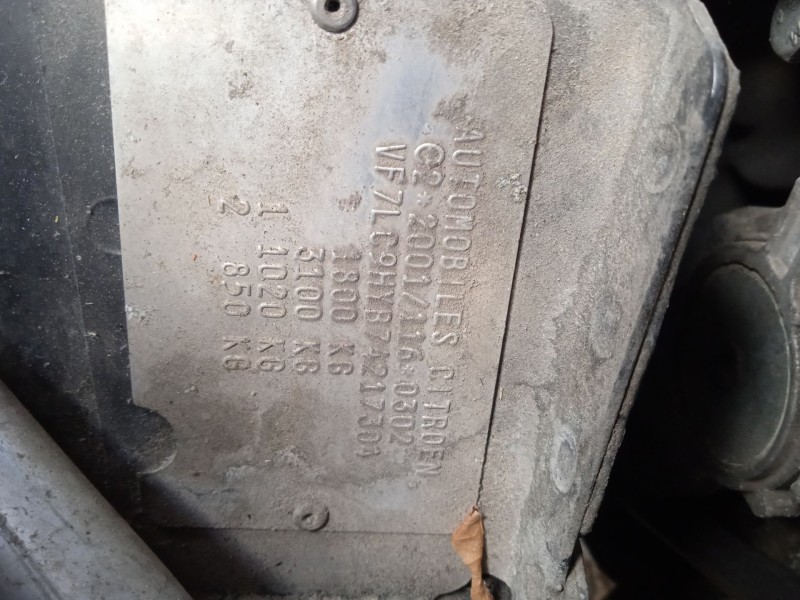 AUTOMOBILES CITROEN
C2*2001/116*0302
VF7LC9HYB74217304
1800 KG
3100 KG
1 1020 KG
2 850 KG